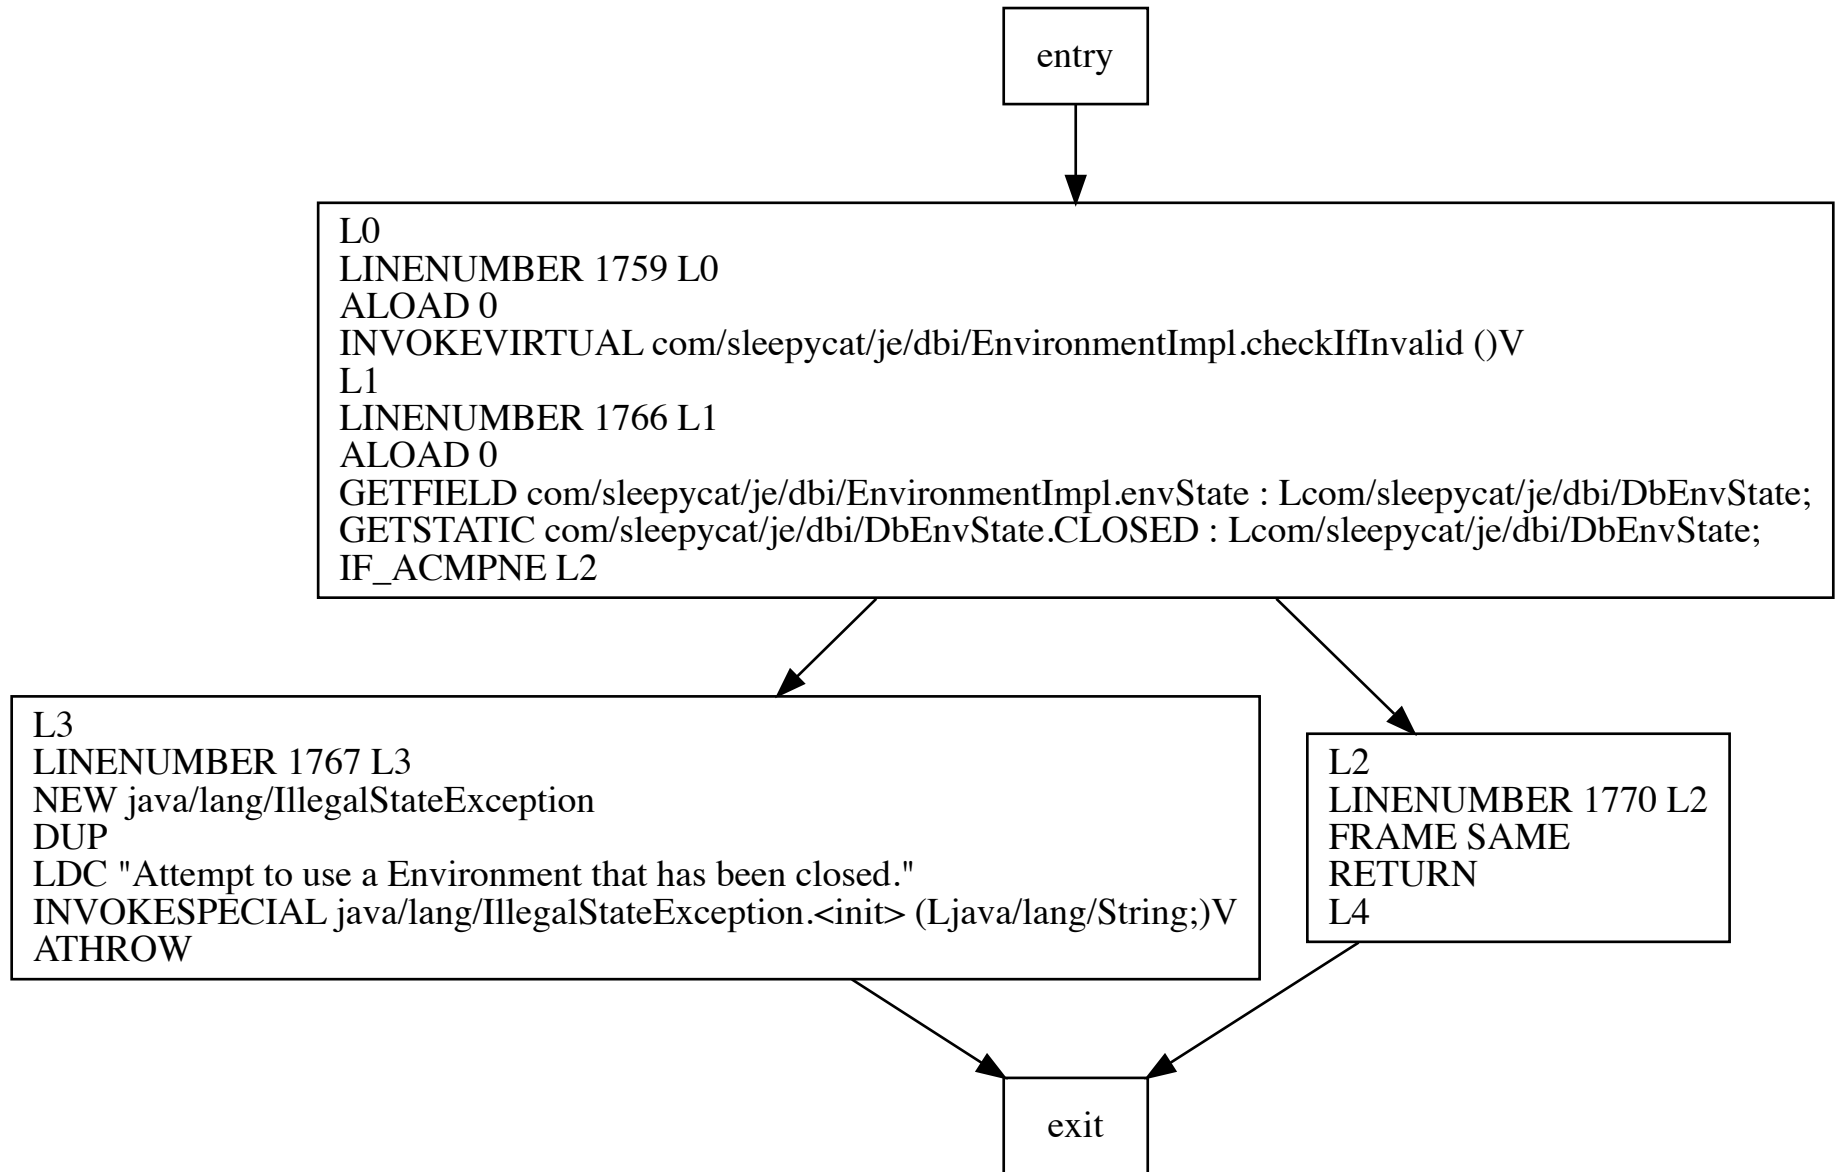 entry
L0
LINENUMBER 1759 L0
ALOAD 0
INVOKEVIRTUAL com/sleepycat/je/dbi/EnvironmentImpl.checkIfInvalid ()V
L1
LINENUMBER 1766 L1
ALOAD 0
GETFIELD com/sleepycat/je/dbi/EnvironmentImpl.envState : Lcom/sleepycat/je/dbi/DbEnvState;
GETSTATIC com/sleepycat/je/dbi/DbEnvState.CLOSED : Lcom/sleepycat/je/dbi/DbEnvState;
IF_ACMPNE L2
L3
LINENUMBER 1767 L3
NEW java/lang/IllegalStateException
DUP
LDC "Attempt to use a Environment that has been closed."
INVOKESPECIAL java/lang/IllegalStateException.<init> (Ljava/lang/String;)V
ATHROW
L2
LINENUMBER 1770 L2
FRAME SAME
RETURN
L4
exit